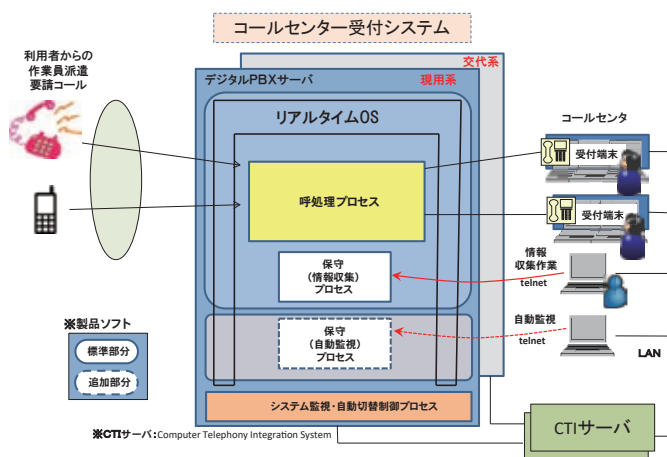 コールセンター受付システム
利用者からの
作業員派遣
要請コール
交代系
デジタルPBXサーバ
現用系
リアルタイムOS
コールセンタ
受付端末
呼処理プロセス
受付端末
保守
(情報収集)
プロセス
情報
収集作業
telnet
保守
(自動監視)
プロセス
自動監視
telnet
LAN
※製品ソフト
標準部分
追加部分
システム監視・自動切替制御プロセス
CTIサーバ
※CTIサーバ:Computer Telephony Integration System